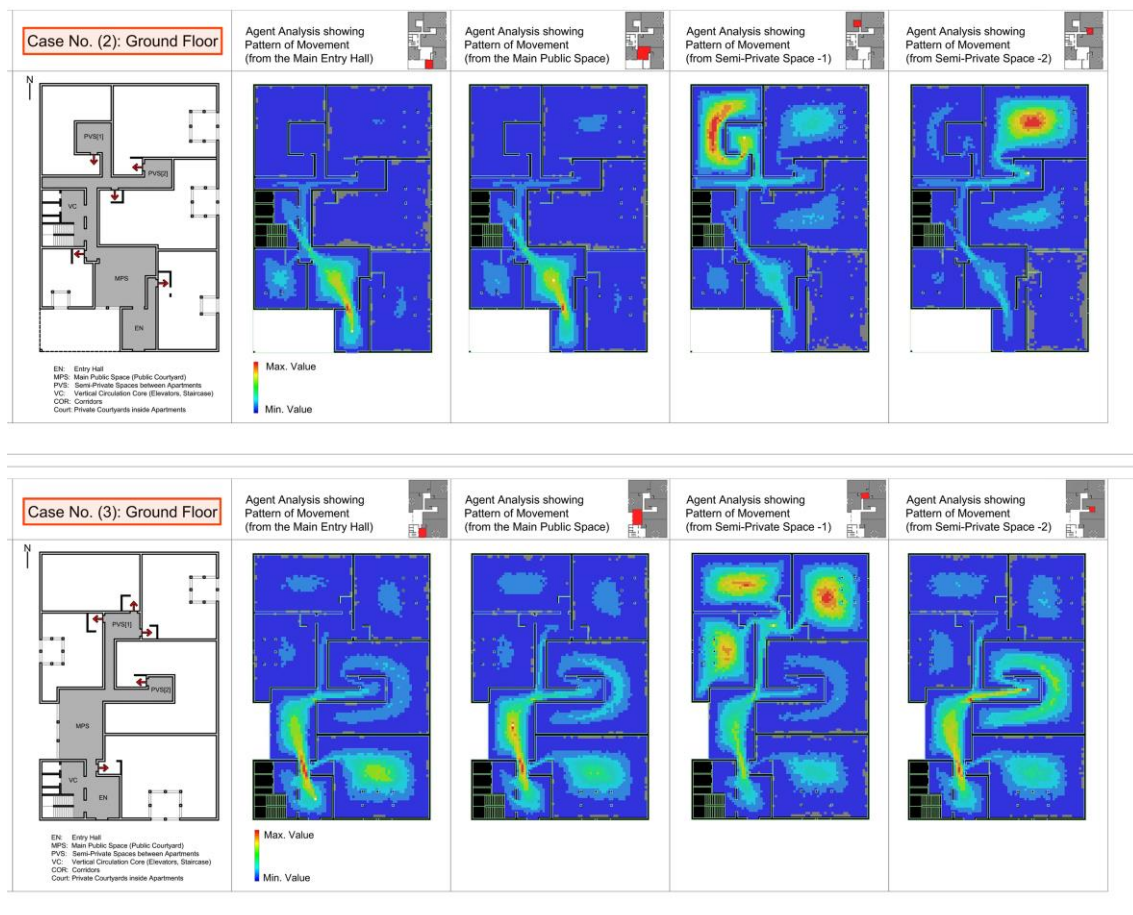 Case No. (2): Ground Floor
Agent Analysis showing
Pattern of Movement
(from the Main Entry Hall)
Agent Analysis showing
Pattern of Movement
(from the Main Public Space)
Agent Analysis showing
Pattern of Movement
(from Semi-Private Space -1)
Agent Analysis showing
Pattern of Movement
(from Semi-Private Space -2)
N
PVS[1]
PVS[2]
VC
MPS
EN
EN: Entry Hall
MPS: Main Public Space (Public Courtyard)
PVS: Semi-Private Spaces between Apartments
VC: Vertical Circulation Core (Elevators, Staircase)
COR: Corridors
Court: Private Courtyards inside Apartments
Max. Value
Min. Value
Case No. (3): Ground Floor
Agent Analysis showing
Pattern of Movement
(from the Main Entry Hall)
Agent Analysis showing
Pattern of Movement
(from the Main Public Space)
Agent Analysis showing
Pattern of Movement
(from Semi-Private Space -1)
Agent Analysis showing
Pattern of Movement
(from Semi-Private Space -2)
N
PVS[1]
PVS[2]
MPS
VC
EN
EN: Entry Hall
MPS: Main Public Space (Public Courtyard)
PVS: Semi-Private Spaces between Apartments
VC: Vertical Circulation Core (Elevators, Staircase)
COR: Corridors
Court: Private Courtyards inside Apartments
Max. Value
Min. Value